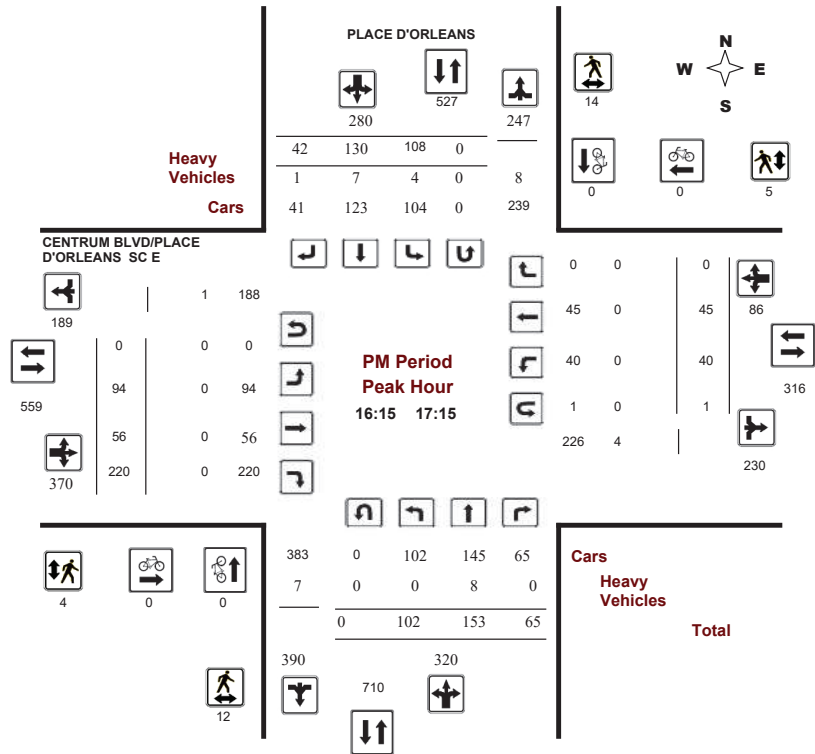 PLACE D'ORLEANS
N
W E
S
527
14
280 247
Heavy
Vehicles
Cars
42 130 108 0
1 7 4 0 8
41 123 104 0 239
0 0 5
CENTRUM BLVD/PLACE
D'ORLEANS SC E
1 188
189
0 0 0
94 0 94
559
56 0 56
220 0 220
370
PM Period
Peak Hour
16:15 17:15
0 0 0
45 0 45 86
40 0 40
316
1 0 1
226 4
230
383 0 102 145 65 Cars
7 0 0 8 0 Heavy
Vehicles
0 102 153 65 Total
4 0 0
390 320
710
12